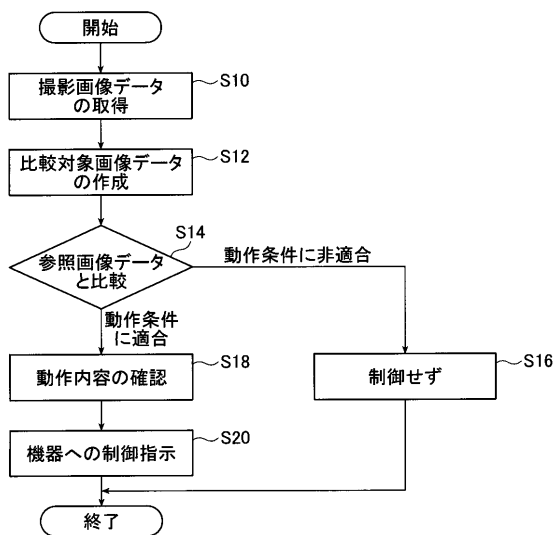 開始
撮影画像データ
の取得
S10
比較対象画像データ
の作成
S12
参照画像データ
と比較
S14
動作条件に非適合
動作条件
に適合
動作内容の確認
S18
制御せず
S16
機器への制御指示
S20
終了